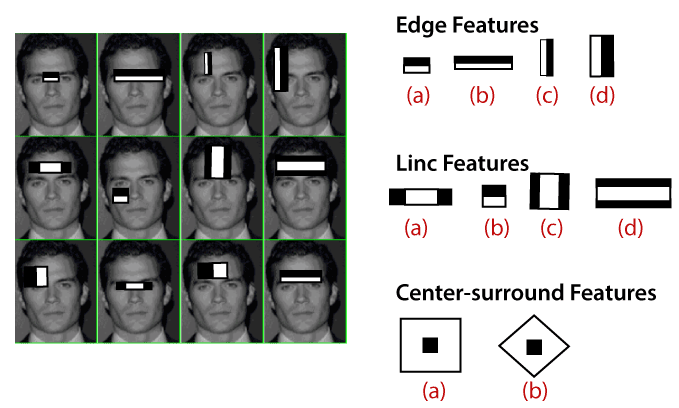 Edge Features
(a) (b) (c) (d)
Linc Features
(a) (b) (c) (d)
Center-surround Features
(a) (b)